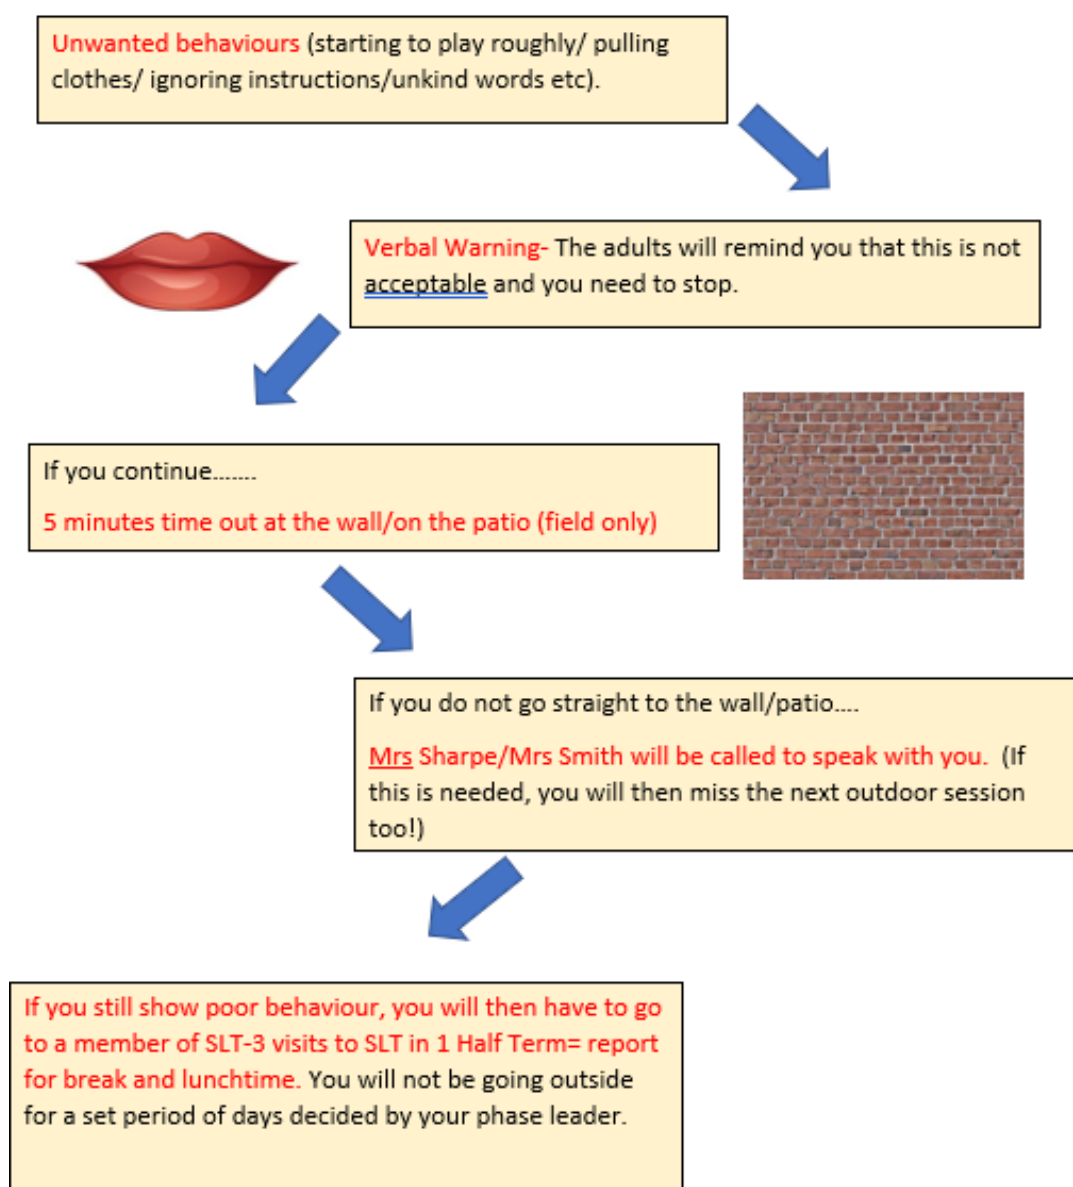 Unwanted behaviours (starting to play roughly/ pulling
clothes/ ignoring instructions/unkind words etc).
Verbal Warning- The adults will remind you that this is not
acceptable and you need to stop.
If you continue.......
5 minutes time out at the wall/on the patio (field only)
If you do not go straight to the wall/patio....
Mrs Sharpe/Mrs Smith will be called to speak with you.  (If
this is needed, you will then miss the next outdoor session
too!)
If you still show poor behaviour, you will then have to go
to a member of SLT-3 visits to SLT in 1 Half Term= report
for break and lunchtime. You will not be going outside
for a set period of days decided by your phase leader.